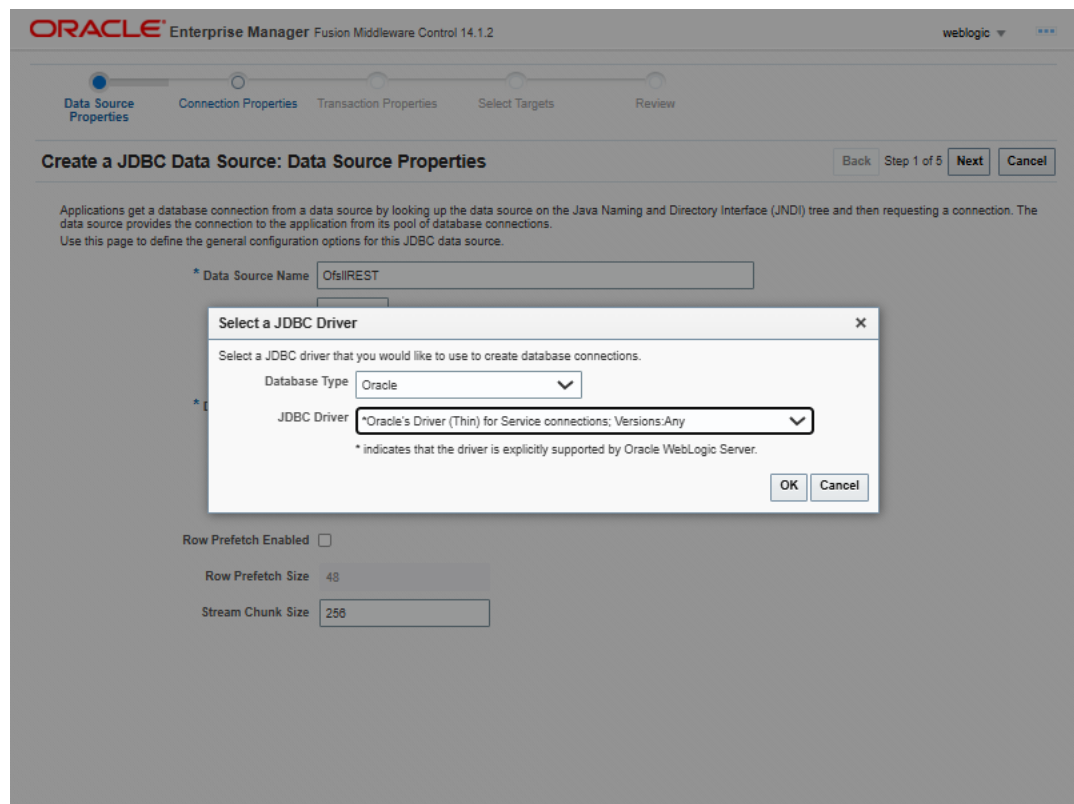 ORACLE Enterprise Manager Fusion Middleware Control 14.1.2 weblogic
Data Source Properties
Connection Properties
Transaction Properties
Select Targets
Review
Create a JDBC Data Source: Data Source Properties
Back Step 1 of 5 Next Cancel
Applications get a database connection from a data source by looking up the data source on the Java Naming and Directory Interface (JNDI) tree and then requesting a connection. The
data source provides the connection to the application from its pool of database connections.
Use this page to define the general configuration options for this JDBC data source.
* Data Source Name OfsllREST
Select a JDBC Driver
Select a JDBC driver that you would like to use to create database connections.
Database Type Oracle
* D
JDBC Driver *Oracle's Driver (Thin) for Service connections; Versions:Any
* indicates that the driver is explicitly supported by Oracle WebLogic Server.
OK Cancel
Row Prefetch Enabled
Row Prefetch Size 48
Stream Chunk Size 256